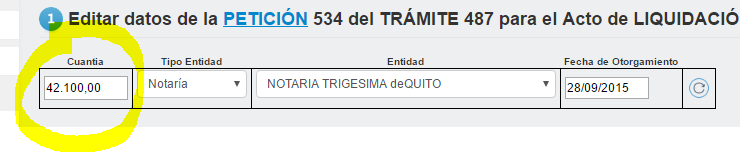 1 Editar datos de la PETICIÓN 534 del TRÁMITE 487 para el Acto de LIQUIDACIÓ
Cuantia Tipo Entidad Entidad Fecha de Otorgamiento
42.100,00 Notaría NOTARIA TRIGESIMA deQUITO 28/09/2015